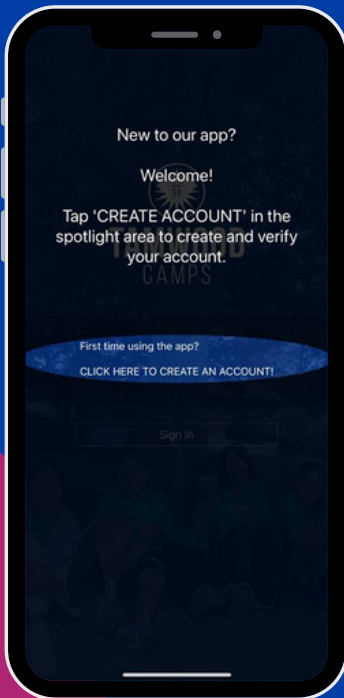 New to our app?
Welcome!
Tap 'CREATE ACCOUNT' in the
spotlight area to create and verify
your account.
TAMWOOD
CAMPS
First time using the app?
CLICK HERE TO CREATE AN ACCOUNT!
Sign In